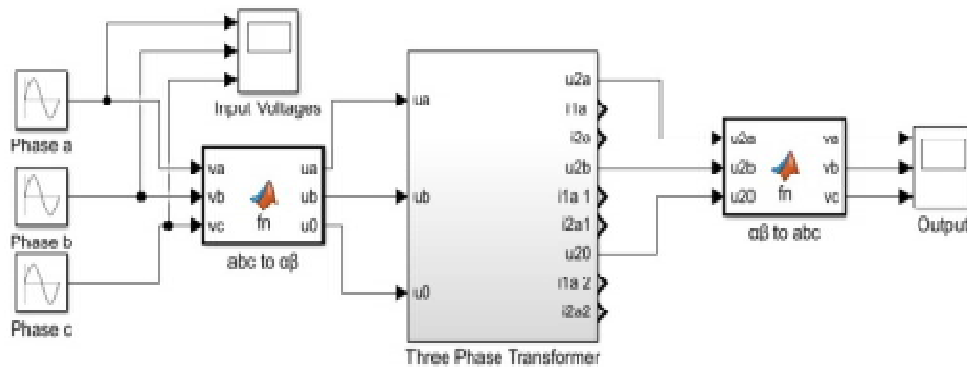 Phase a
Phase b
Phase c
Input Voltages
va
vb
vc
fn
ua
ub
u0
abc to αβ
ua
ub
u0
u2a
i1a
i2a
u2b
i1a 1
i2a1
u20
i1a 2
i2a2
Three Phase Transformer
u2a
u2b
u20
fn
va
vb
vc
αβ to abc
Output